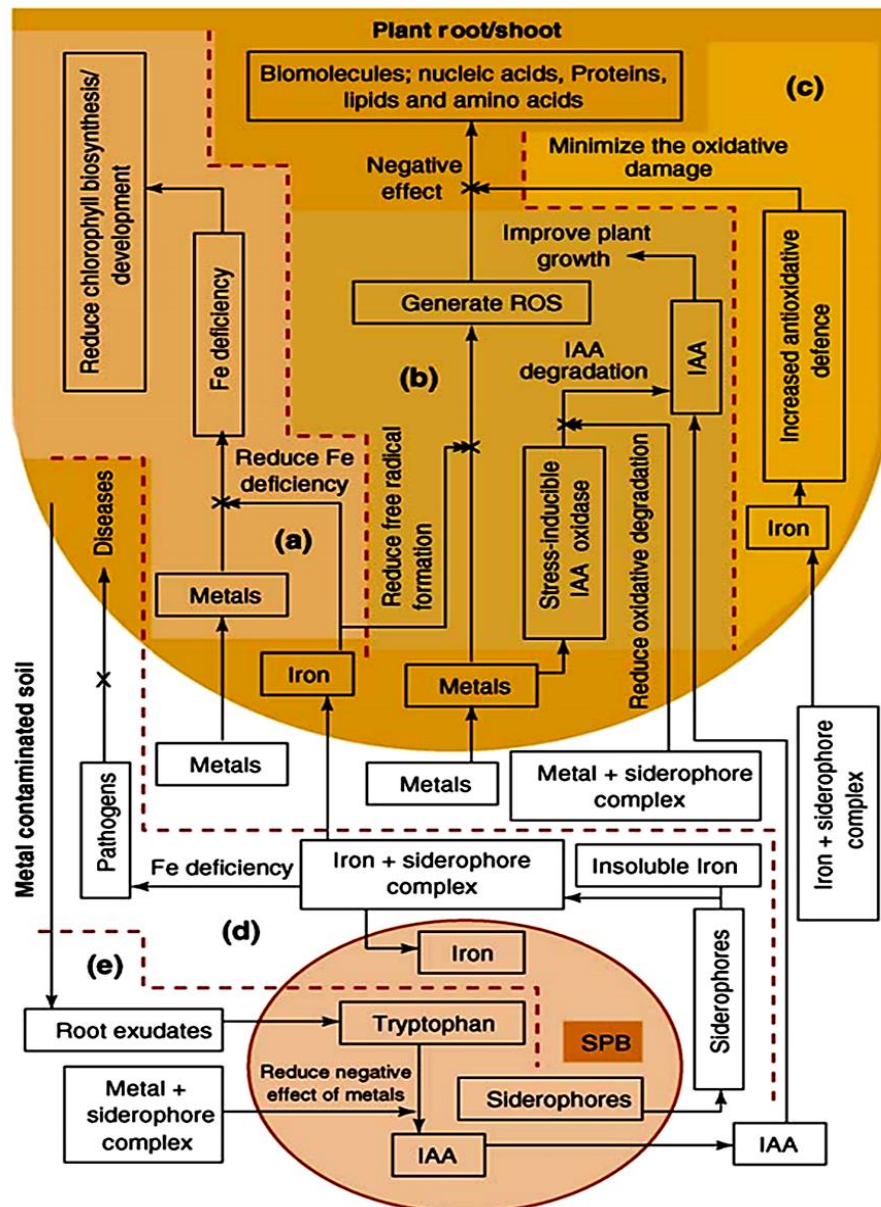 Plant root/shoot
Biomolecules; nucleic acids, Proteins,
lipids and amino acids
(c)
Reduce chlorophyll biosynthesis/
development
Negative
effect
Minimize the oxidative
damage
Fe deficiency
Improve plant
growth
Generate ROS
IAA
Increased antioxidative
defence
(b)
IAA
degradation
Reduce Fe
deficiency
Diseases
(a)
Reduce free radical
formation
Stress-inducible
IAA oxidase
Reduce oxidative degradation
Iron
Metals
Iron
Metals
Metal contaminated soil
Metals
Metals
Metal + siderophore
complex
Iron + siderophore
complex
Pathogens
Fe deficiency
Iron + siderophore
complex
Insoluble Iron
(d)
Siderophores
(e)
Iron
Root exudates
Tryptophan
SPB
Metal +
siderophore
complex
Reduce negative
effect of metals
Siderophores
IAA
IAA